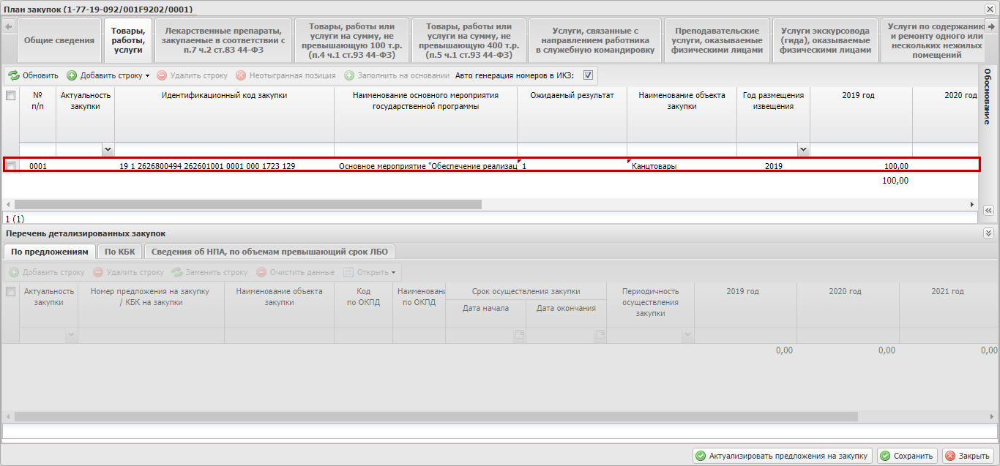 План закупок (1-77-19-092/001F9202/0001)
Общие сведения
Товары,
работы,
услуги
Лекарственные препараты,
закупаемые в соответствии с
п.7 ч.2 ст.83 44-ФЗ
Товары, работы или
услуги на сумму, не
превышающую 100 т.р.
(п.4 ч.1 ст.93 44-ФЗ)
Товары, работы или
услуги на сумму, не
превышающую 400 т.р.
(п.5 ч.1 ст.93 44-ФЗ)
Услуги, связанные с
направлением работника
в служебную командировку
Преподавательские
услуги, оказываемые
физическими лицами
Услуги экскурсовода
(гида), оказываемые
физическими лицами
Услуги по содержанию
и ремонту одного или
нескольких нежилых
помещений
Обновить Добавить строку Удалить строку Неотыгранная позиция Заполнить на основании Авто генерация номеров в ИКЗ:
Обоснование
№
п/п
Актуальность
закупки
Идентификационный код закупки
Наименование основного мероприятия
государственной программы
Ожидаемый результат
Наименование объекта
закупки
Год размещения
извещения
2019 год
2020 год
0001 19 1 2626800494 262601001 0001 000 1723 129 Основное мероприятие "Обеспечение реализац 1 Канцтовары 2019 100,00
100,00
1 (1)
Перечень детализированных закупок
По предложениям По КБК Сведения об НПА, по объемам превышающий срок ЛБО
Добавить строку Удалить строку Заменить строку Очистить данные Открыть
Актуальность
закупки
Номер предложения на закупку
/ КБК на закупки
Наименование объекта
закупки
Код
по ОКПД
Наименовани
по ОКПД
Срок осуществления закупки
Дата начала Дата окончания
Периодичность
осуществления
закупки
2019 год
2020 год
2021 год
0,00 0,00 0,00
Актуализировать предложения на закупку Сохранить Закрыть